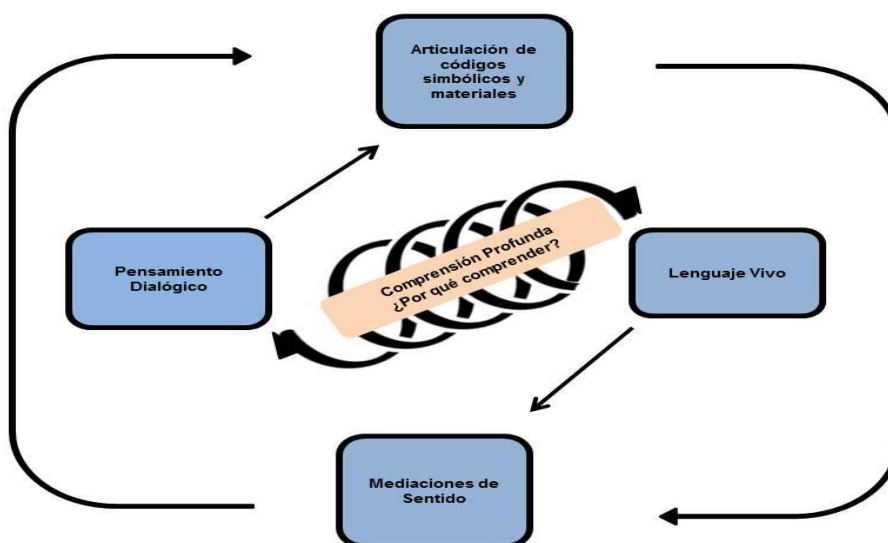 Articulación de
códigos
simbólicos y
materiales
Pensamiento
Dialógico
Comprensión Profunda
¿Por qué comprender?
Lenguaje Vivo
Mediaciones de
Sentido